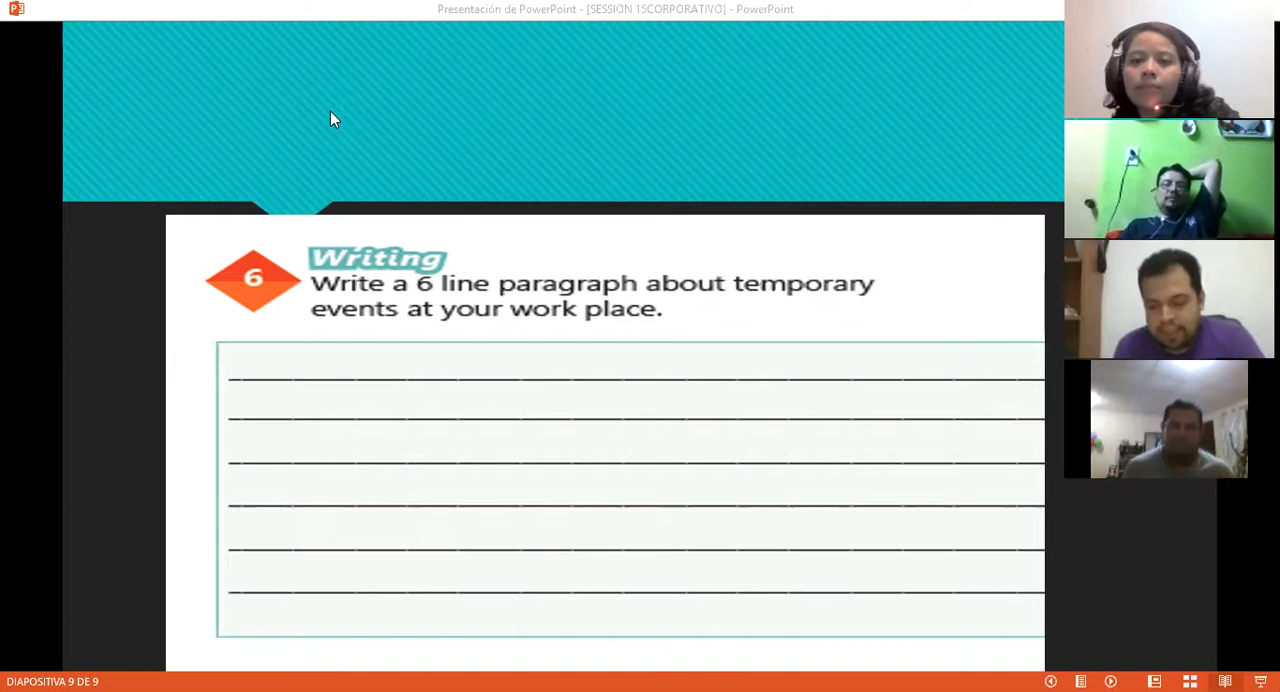 Presentación de PowerPoint - [SESSION 15CORPORATIVO] - PowerPoint
Writing
6
Write a 6 line paragraph about temporary
events at your work place.
DIAPOSITIVA 9 DE 9